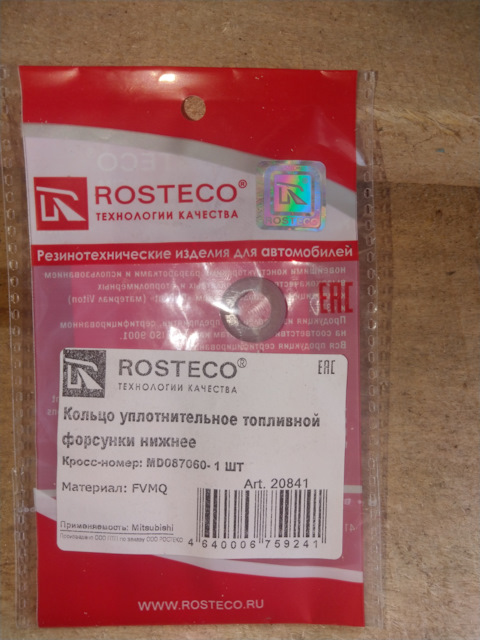 ROSTECO®
ТЕХНОЛОГИИ КАЧЕСТВА
Резинотехнические изделия для автомобилей
EAC
ROSTECO®
ТЕХНОЛОГИИ КАЧЕСТВА
EAC
Кольцо уплотнительное топливной
форсунки нижнее
Кросс-номер: MD087060- 1 ШТ
Материал: FVMQ
Art. 20841
Применяемость: Mitsubishi
4 640006 759241
WWW.ROSTECO.RU